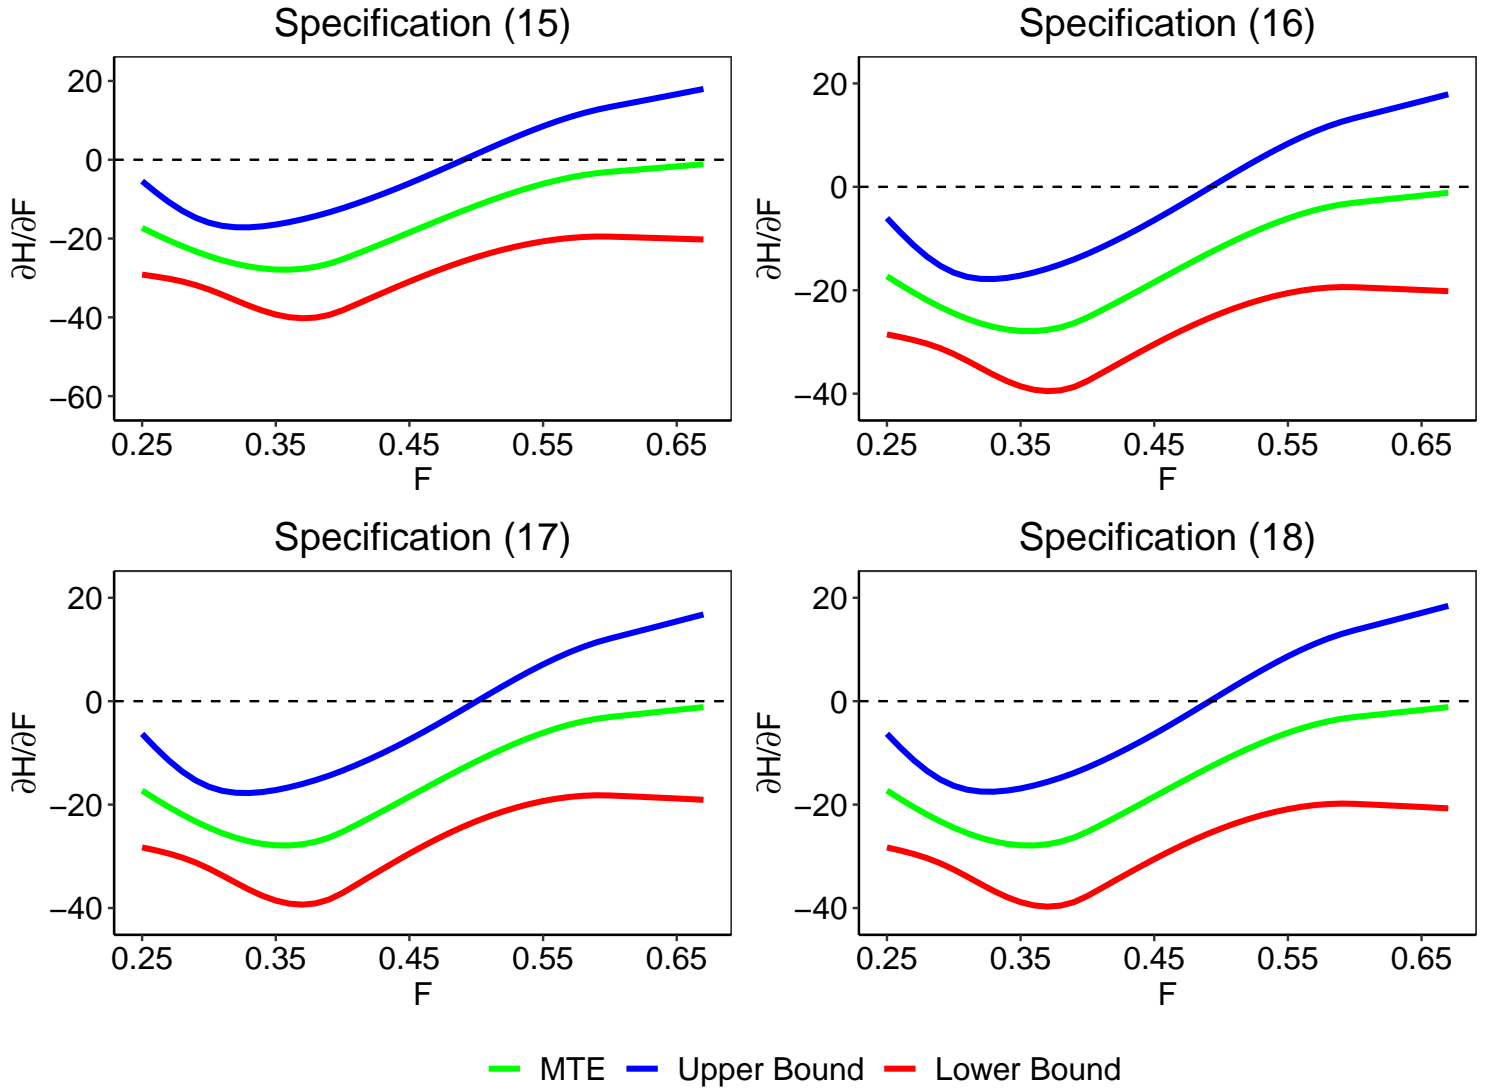 Specification (15)
20
0
−20
−40
−60
∂H/∂F
0.25 0.35 0.45 0.55 0.65
F
Specification (16)
20
0
−20
−40
∂H/∂F
0.25 0.35 0.45 0.55 0.65
F
Specification (17)
20
0
−20
−40
∂H/∂F
0.25 0.35 0.45 0.55 0.65
F
Specification (18)
20
0
−20
−40
∂H/∂F
0.25 0.35 0.45 0.55 0.65
F
MTE Upper Bound Lower Bound